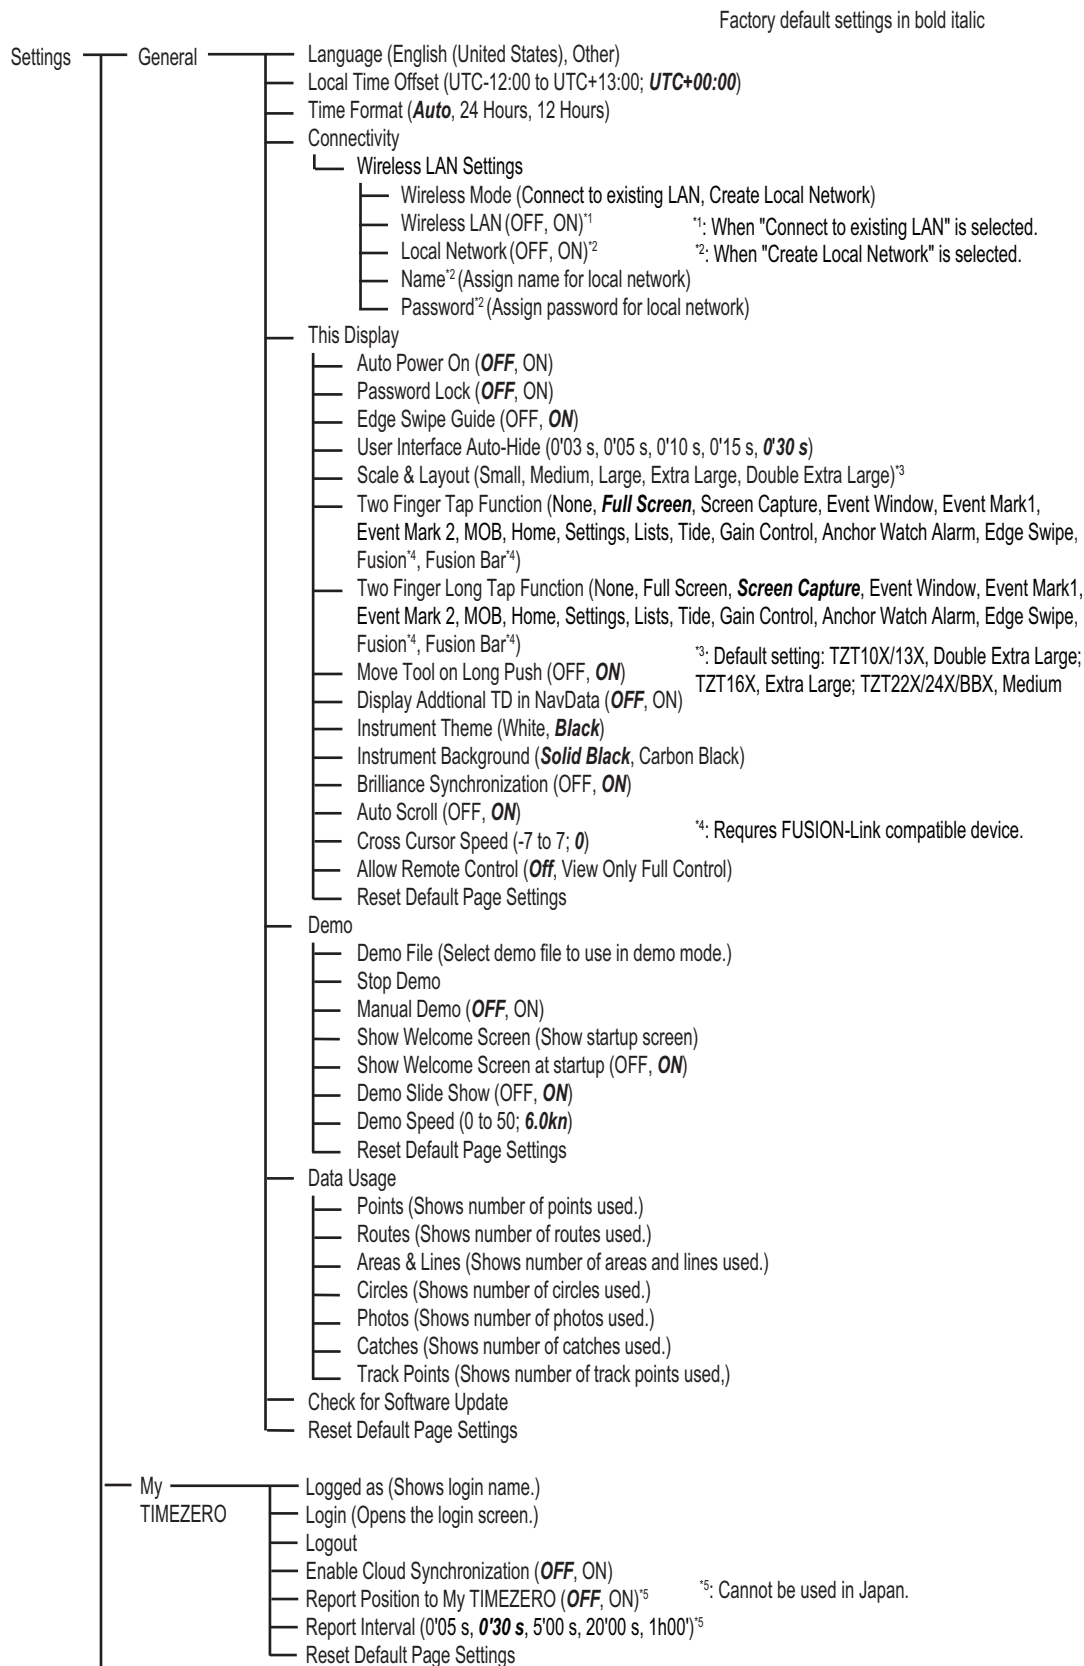 Factory default settings in bold italic
Settings
General
Language (English (United States), Other)
Local Time Offset (UTC-12:00 to UTC+13:00; UTC+00:00)
Time Format (Auto, 24 Hours, 12 Hours)
Connectivity
Wireless LAN Settings
Wireless Mode (Connect to existing LAN, Create Local Network)
Wireless LAN (OFF, ON)*1
*1: When "Connect to existing LAN" is selected.
Local Network (OFF, ON)*2
*2: When "Create Local Network" is selected.
Name*2 (Assign name for local network)
Password*2 (Assign password for local network)
This Display
Auto Power On (OFF, ON)
Password Lock (OFF, ON)
Edge Swipe Guide (OFF, ON)
User Interface Auto-Hide (0'03 s, 0'05 s, 0'10 s, 0'15 s, 0'30 s)
Scale & Layout (Small, Medium, Large, Extra Large, Double Extra Large)*3
Two Finger Tap Function (None, Full Screen, Screen Capture, Event Window, Event Mark1,
Event Mark 2, MOB, Home, Settings, Lists, Tide, Gain Control, Anchor Watch Alarm, Edge Swipe,
Fusion*4, Fusion Bar*4)
Two Finger Long Tap Function (None, Full Screen, Screen Capture, Event Window, Event Mark1,
Event Mark 2, MOB, Home, Settings, Lists, Tide, Gain Control, Anchor Watch Alarm, Edge Swipe,
Fusion*4, Fusion Bar*4)
*3: Default setting: TZT10X/13X, Double Extra Large;
TZT16X, Extra Large; TZT22X/24X/BBX, Medium
Move Tool on Long Push (OFF, ON)
Display Addtional TD in NavData (OFF, ON)
Instrument Theme (White, Black)
Instrument Background (Solid Black, Carbon Black)
Brilliance Synchronization (OFF, ON)
Auto Scroll (OFF, ON)
*4: Requres FUSION-Link compatible device.
Cross Cursor Speed (-7 to 7; 0)
Allow Remote Control (Off, View Only Full Control)
Reset Default Page Settings
Demo
Demo File (Select demo file to use in demo mode.)
Stop Demo
Manual Demo (OFF, ON)
Show Welcome Screen (Show startup screen)
Show Welcome Screen at startup (OFF, ON)
Demo Slide Show (OFF, ON)
Demo Speed (0 to 50; 6.0kn)
Reset Default Page Settings
Data Usage
Points (Shows number of points used.)
Routes (Shows number of routes used.)
Areas & Lines (Shows number of areas and lines used.)
Circles (Shows number of circles used.)
Photos (Shows number of photos used.)
Catches (Shows number of catches used.)
Track Points (Shows number of track points used,)
Check for Software Update
Reset Default Page Settings
My
TIMEZERO
Logged as (Shows login name.)
Login (Opens the login screen.)
Logout
Enable Cloud Synchronization (OFF, ON)
Report Position to My TIMEZERO (OFF, ON)*5
*5: Cannot be used in Japan.
Report Interval (0'05 s, 0'30 s, 5'00 s, 20'00 s, 1h00')*5
Reset Default Page Settings